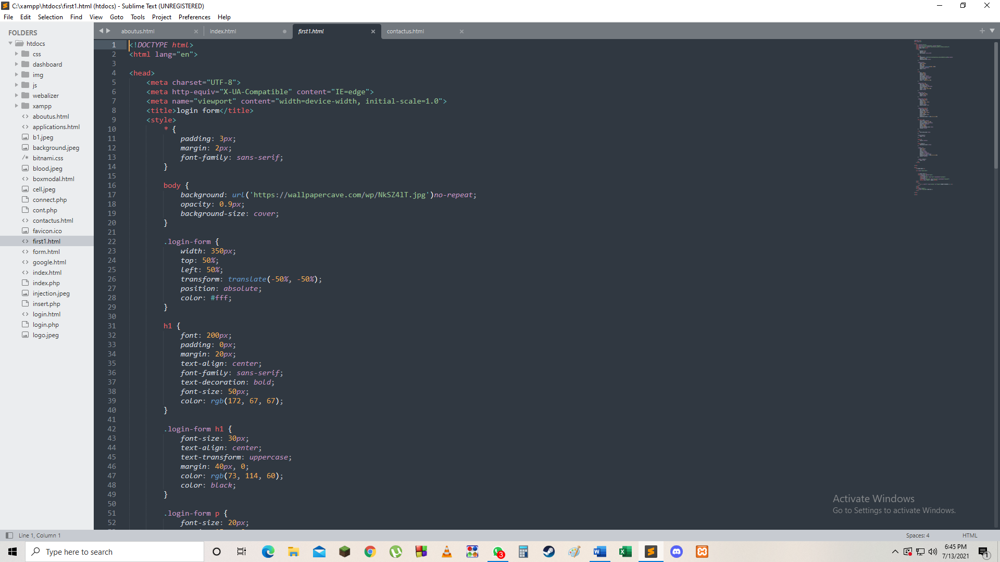 C:\xampp\htdocs\first1.html (htdocs) - Sublime Text (UNREGISTERED)
File Edit Selection Find View Goto Tools Project Preferences Help
FOLDERS
htdocs
css
dashboard
img
js
webalizer
xampp
aboutus.html
applications.html
b1.jpeg
background.jpeg
bitnami.css
blood.jpeg
boxmodal.html
cell.jpeg
connect.php
cont.php
contactus.html
favicon.ico
first1.html
form.html
google.html
index.html
index.php
injection.jpeg
insert.php
login.html
login.php
logo.jpeg
aboutus.html index.html first1.html contactus.html
1 <!DOCTYPE html>
2 <html lang="en">
3
4 <head>
5 <meta charset="UTF-8">
6 <meta http-equiv="X-UA-Compatible" content="IE=edge">
7 <meta name="viewport" content="width=device-width, initial-scale=1.0">
8 <title>login form</title>
9 <style>
10 * {
11 padding: 3px;
12 margin: 2px;
13 font-family: sans-serif;
14 }
15
16 body {
17 background: url('https://wallpapercave.com/wp/NkSZ4lT.jpg')no-repeat;
18 opacity: 0.9px;
19 background-size: cover;
20 }
21
22 .login-form {
23 width: 350px;
24 top: 50%;
25 left: 50%;
26 transform: translate(-50%, -50%);
27 position: absolute;
28 color: #fff;
29 }
30
31 h1 {
32 font: 200px;
33 padding: 0px;
34 margin: 20px;
35 text-align: center;
36 font-family: sans-serif;
37 text-decoration: bold;
38 font-size: 50px;
39 color: rgb(172, 67, 67);
40 }
41
42 .login-form h1 {
43 font-size: 30px;
44 text-align: center;
45 text-transform: uppercase;
46 margin: 40px, 0;
47 color: rgb(73, 114, 60);
48 color: black;
49 }
50
51 .login-form p {
52 font-size: 20px;
Activate Windows
Go to Settings to activate Windows.
Line 1, Column 1 Spaces: 4 HTML
Type here to search
3
6:45 PM
7/13/2021
1